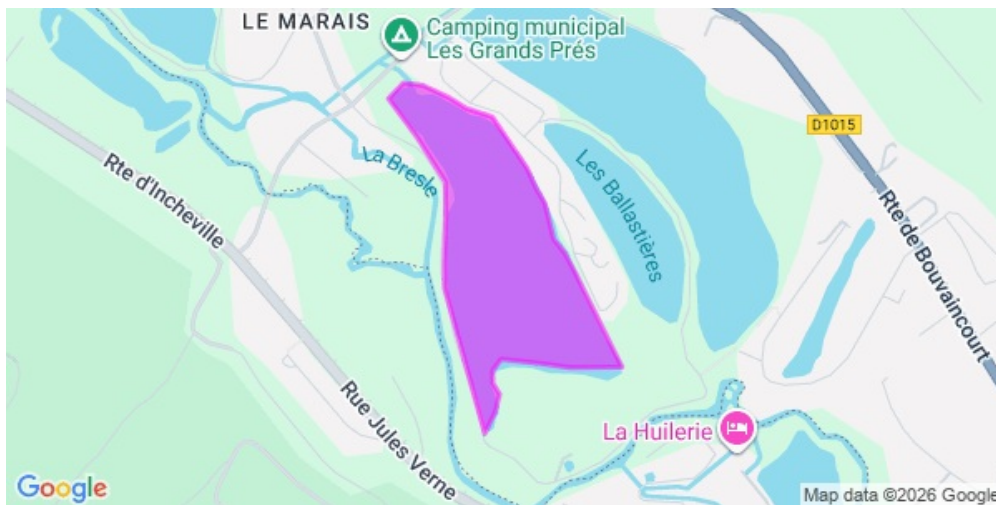 LE MARAIS
Camping municipal
Les Grands Prés
D1015
La Bresle
Les Ballastières
Rte d'Incheville
Rte de Bouvaincourt
Rue Jules Verne
La Huilerie
Google
Map data ©2026 Google